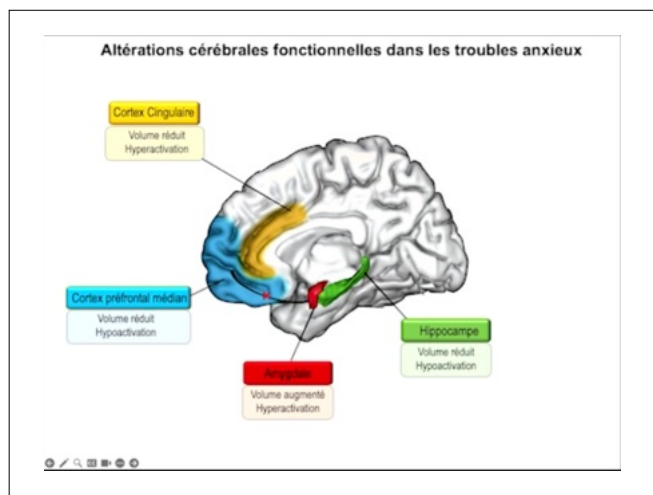 Altérations cérébrales fonctionnelles dans les troubles anxieux
Cortex Cingulaire
Volume réduit
Hyperactivation
Cortex préfrontal médian
Volume réduit
Hypoactivation
Hippocampe
Volume réduit
Hypoactivation
Amygdale
Volume augmenté
Hyperactivation